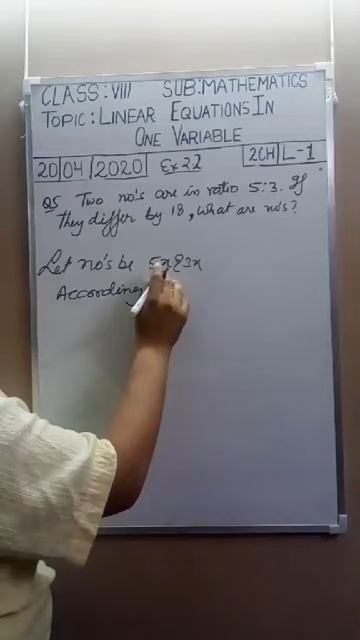 CLASS:VIII SUB:MATHEMATICS
TOPIC:LINEAR EQUATIONS IN
ONE VARIABLE
20|04|2020 Ex 2.2 2CH|L-1
Q5 Two no's are in ratio 5:3. If
They differ by 18, What are no's?
Let no's be 5x & 3x
According